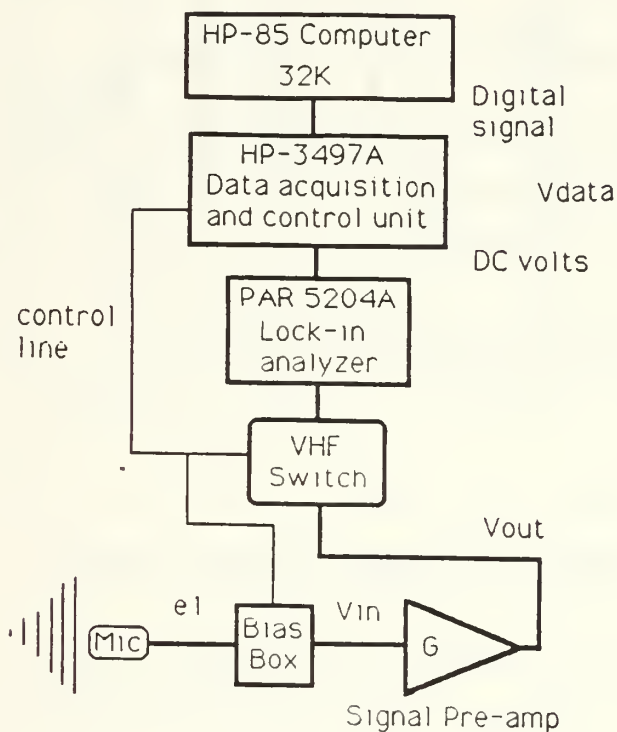 HP-85 Computer
32K
Digital
signal
HP-3497A
Data acquisition
and control unit
Vdata
DC volts
PAR 5204A
Lock-in
analyzer
control
line
VHF
Switch
Vout
e1
Vin
Mic
Bias
Box
G
Signal Pre-amp